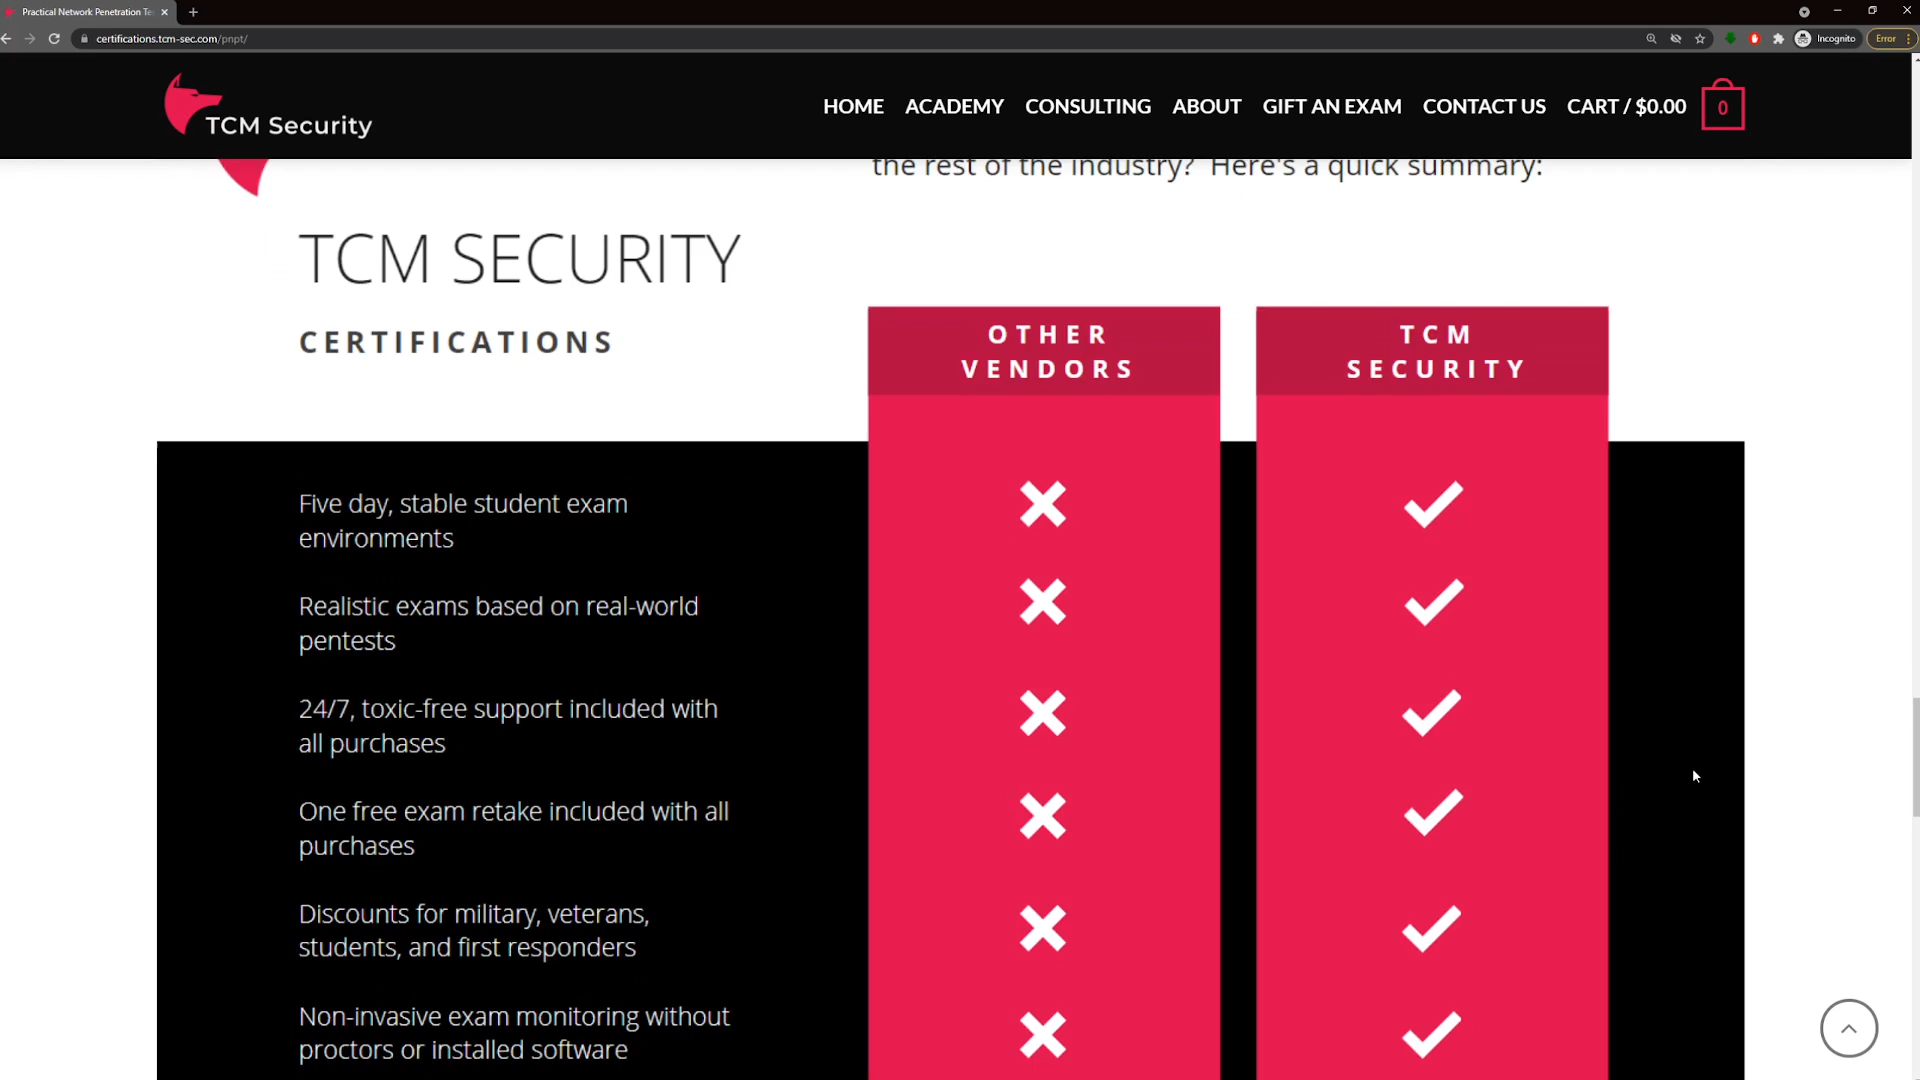 Practical Network Penetration Te
certifications.tcm-sec.com/pnpt/
Incognito
Error
TCM Security
HOME
ACADEMY
CONSULTING
ABOUT
GIFT AN EXAM
CONTACT US
CART / $0.00
0
the rest of the industry? Here's a quick summary:
TCM SECURITY
CERTIFICATIONS
OTHER
VENDORS
TCM
SECURITY
Five day, stable student exam
environments
Realistic exams based on real-world
pentests
24/7, toxic-free support included with
all purchases
One free exam retake included with all
purchases
Discounts for military, veterans,
students, and first responders
Non-invasive exam monitoring without
proctors or installed software